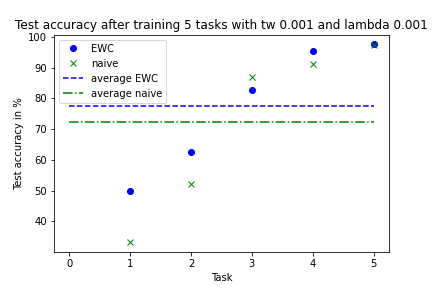 Test accuracy after training 5 tasks with tw 0.001 and lambda 0.001
EWC
naive
average EWC
average naive
Test accuracy in %
100
90
80
70
60
50
40
0 1 2 3 4 5
Task